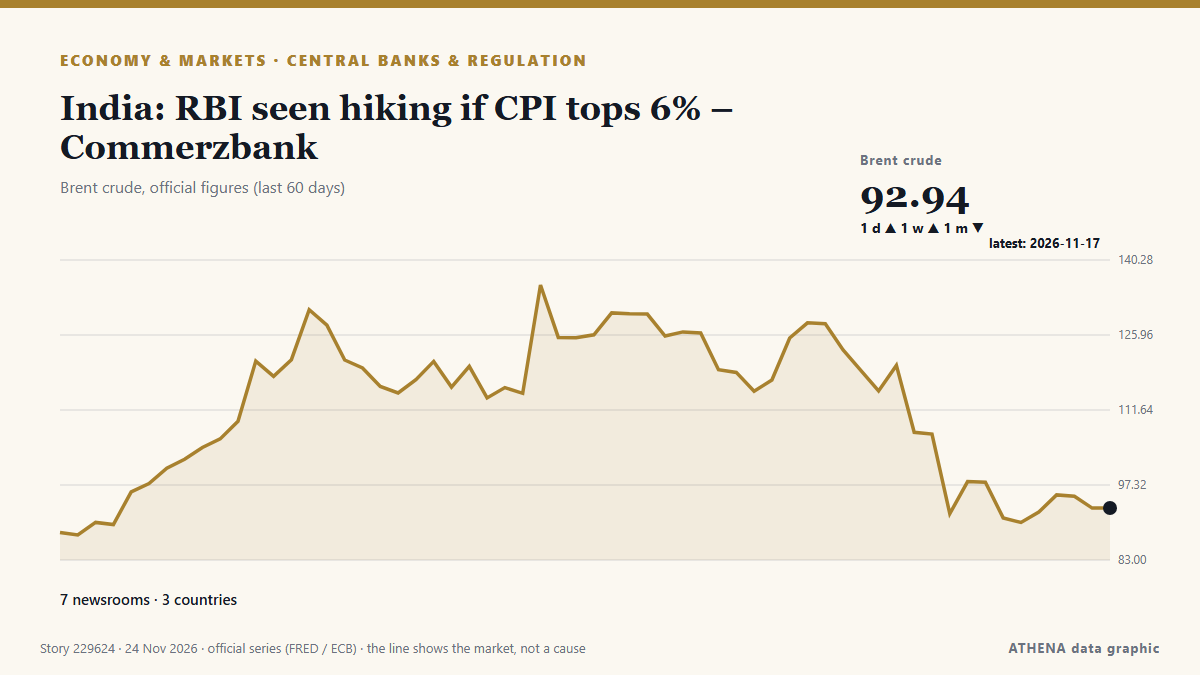 ECONOMY & MARKETS · CENTRAL BANKS & REGULATION
India: RBI seen hiking if CPI tops 6% –
Commerzbank
Brent crude, official figures (last 60 days)
Brent crude
92.94
1 d ▲ 1 w ▲ 1 m ▼
latest: 2026-11-17
140.28
125.96
111.64
97.32
83.00
7 newsrooms · 3 countries
Story 229624 · 24 Nov 2026 · official series (FRED / ECB) · the line shows the market, not a cause
ATHENA data graphic